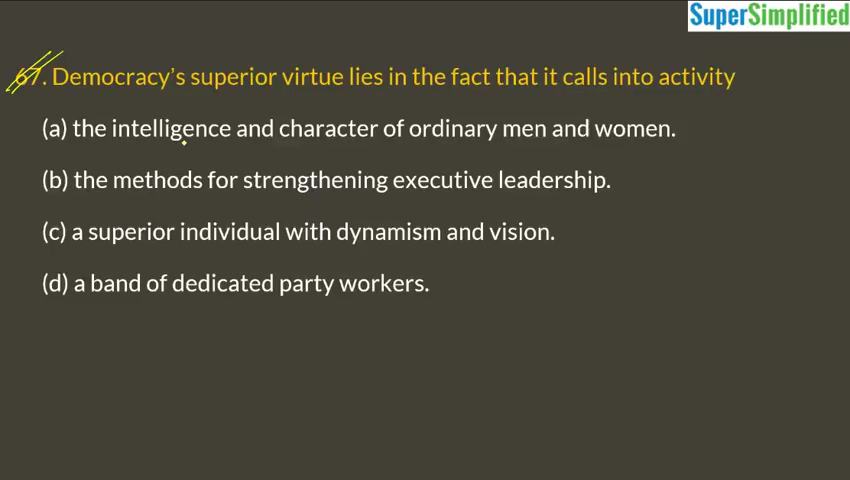 SuperSimplified
67. Democracy’s superior virtue lies in the fact that it calls into activity
(a) the intelligence and character of ordinary men and women.
(b) the methods for strengthening executive leadership.
(c) a superior individual with dynamism and vision.
(d) a band of dedicated party workers.